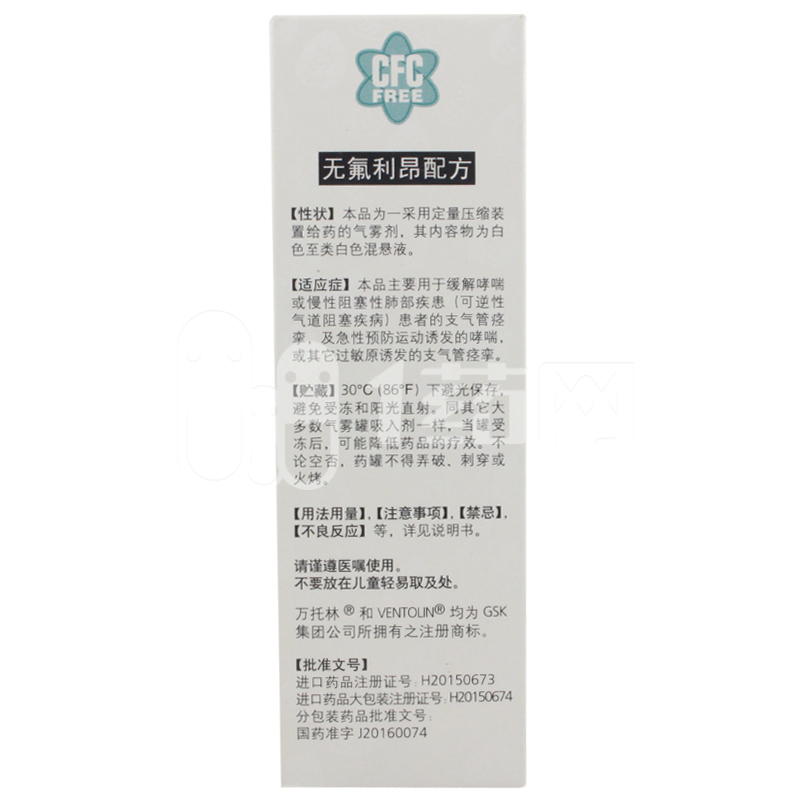 CFC
FREE
无氟利昂配方
【性状】本品为一采用定量压缩装
置给药的气雾剂，其内容物为白
色至类白色混悬液。
【适应症】本品主要用于缓解哮喘
或慢性阻塞性肺部疾患（可逆性
气道阻塞疾病）患者的支气管痉
挛，及急性预防运动诱发的哮喘，
或其它过敏原诱发的支气管痉挛。
【贮藏】30°C (86°F) 下避光保存，
避免受冻和阳光直射。同其它大
多数气雾罐吸入剂一样，当罐受
冻后，可能降低药品的疗效。不
论空否，药罐不得弄破、刺穿或
火烤。
【用法用量】，【注意事项】，【禁忌】，
【不良反应】等，详见说明书。
请谨遵医嘱使用。
不要放在儿童轻易取及处。
万托林® 和 VENTOLIN® 均为 GSK
集团公司所拥有之注册商标。
【批准文号】
进口药品注册证号: H20150673
进口药品大包装注册证号: H20150674
分包装药品批准文号:
国药准字 J20160074
1药网